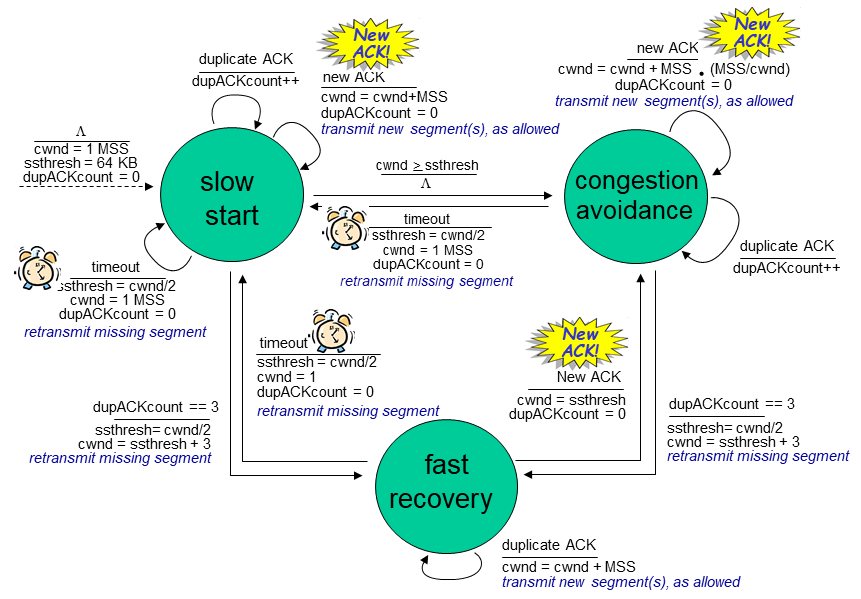 New
ACK!
duplicate ACK
dupACKcount++
new ACK
cwnd = cwnd+MSS
dupACKcount = 0
transmit new segment(s), as allowed
New
ACK!
new ACK
cwnd = cwnd + MSS • (MSS/cwnd)
dupACKcount = 0
transmit new segment(s), as allowed
Λ
cwnd = 1 MSS
ssthresh = 64 KB
dupACKcount = 0
slow
start
cwnd ≥ ssthresh
Λ
congestion
avoidance
timeout
ssthresh = cwnd/2
cwnd = 1 MSS
dupACKcount = 0
retransmit missing segment
duplicate ACK
dupACKcount++
timeout
ssthresh = cwnd/2
cwnd = 1 MSS
dupACKcount = 0
retransmit missing segment
timeout
ssthresh = cwnd/2
cwnd = 1
dupACKcount = 0
retransmit missing segment
New
ACK!
New ACK
cwnd = ssthresh
dupACKcount = 0
dupACKcount == 3
ssthresh= cwnd/2
cwnd = ssthresh + 3
retransmit missing segment
dupACKcount == 3
ssthresh= cwnd/2
cwnd = ssthresh + 3
retransmit missing segment
fast
recovery
duplicate ACK
cwnd = cwnd + MSS
transmit new segment(s), as allowed